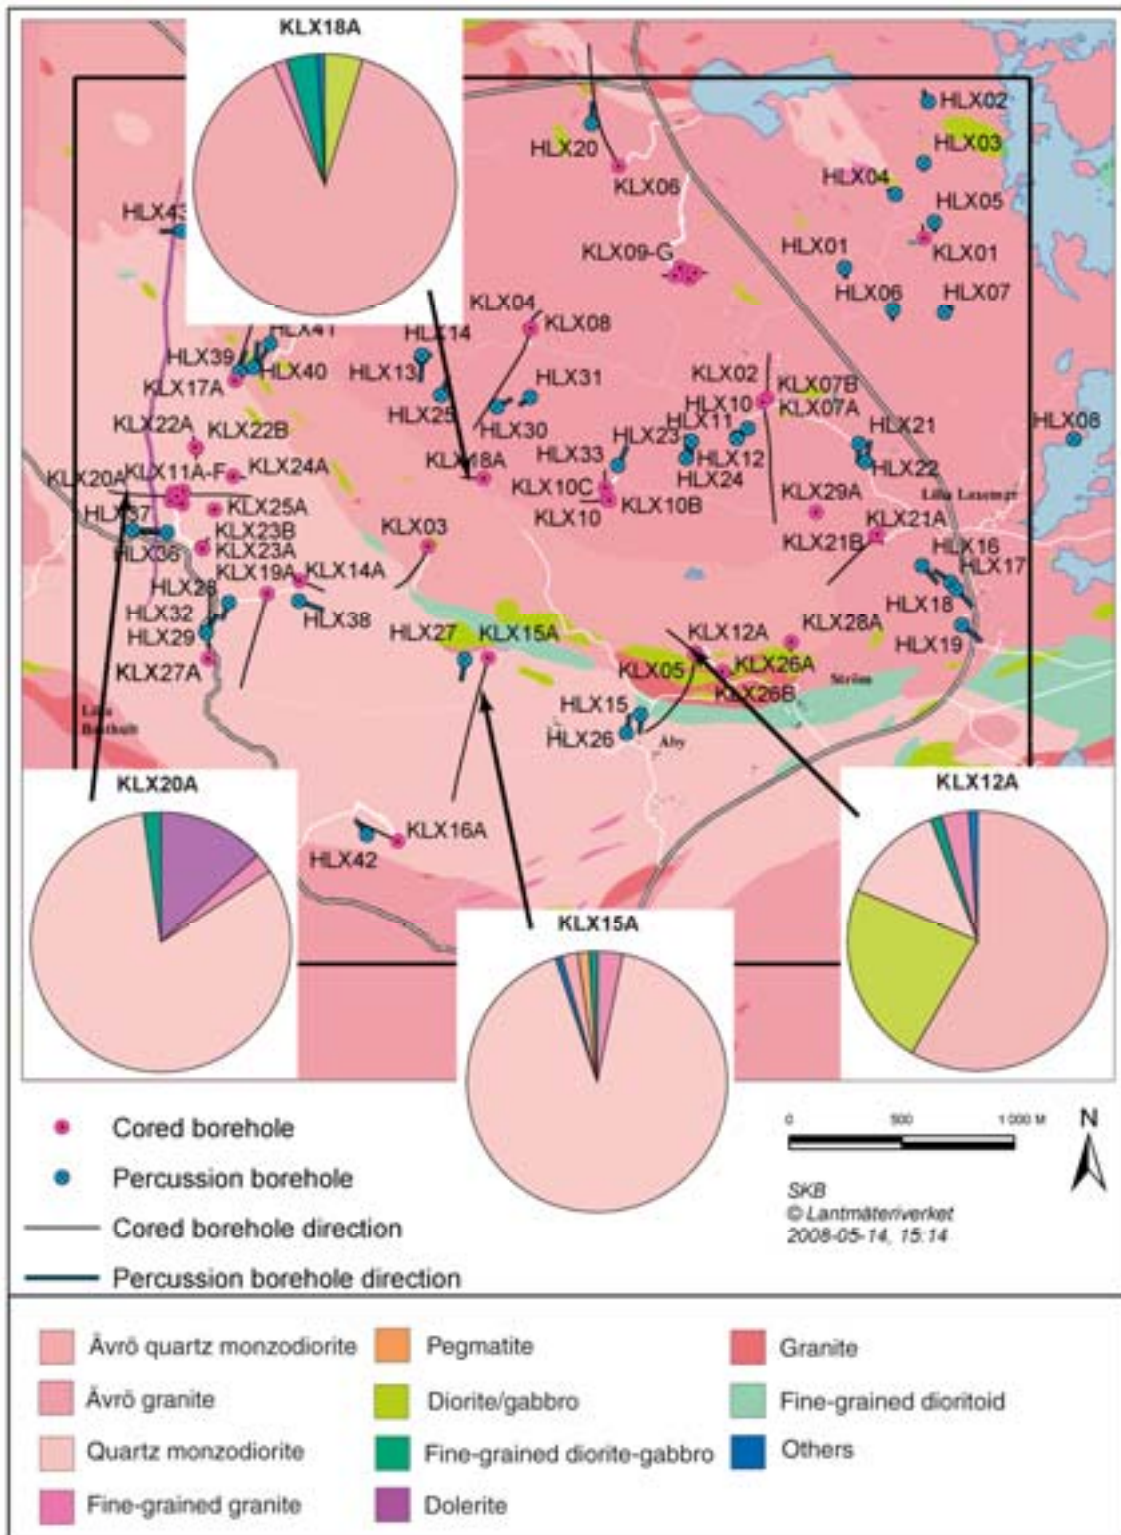 KLX18A
HLX20
KLX06
HLX02
HLX03
HLX04
HLX05
KLX01
HLX43
KLX09-G
HLX01
HLX06
HLX07
KLX04
KLX08
HLX41
HLX14
HLX39
HLX40
HLX13
KLX17A
HLX31
HLX25
HLX30
KLX02
KLX07B
HLX10
KLX07A
HLX11
HLX21
HLX08
KLX22A
KLX22B
HLX23
HLX33
HLX12
HLX22
KLX18A
KLX20A
KLX11A-F
KLX24A
HLX24
KLX10C
KLX10
KLX10B
KLX29A
KLX25A
HLX37
KLX23B
HLX36
KLX23A
KLX03
KLX21A
KLX21B
HLX16
HLX17
KLX19A
KLX14A
HLX28
HLX32
HLX38
HLX18
HLX29
HLX27
KLX15A
KLX12A
KLX28A
HLX19
KLX27A
KLX05
KLX26A
Ström
KLX26B
HLX15
HLX26
Åby
KLX20A
KLX12A
KLX16A
HLX42
KLX15A
Cored borehole
Percussion borehole
Cored borehole direction
Percussion borehole direction
0 500 1 000 M
N
SKB
© Lantmäteriverket
2008-05-14, 15:14
Ävrö quartz monzodiorite
Pegmatite
Granite
Ävrö granite
Diorite/gabbro
Fine-grained dioritoid
Quartz monzodiorite
Fine-grained diorite-gabbro
Others
Fine-grained granite
Dolerite